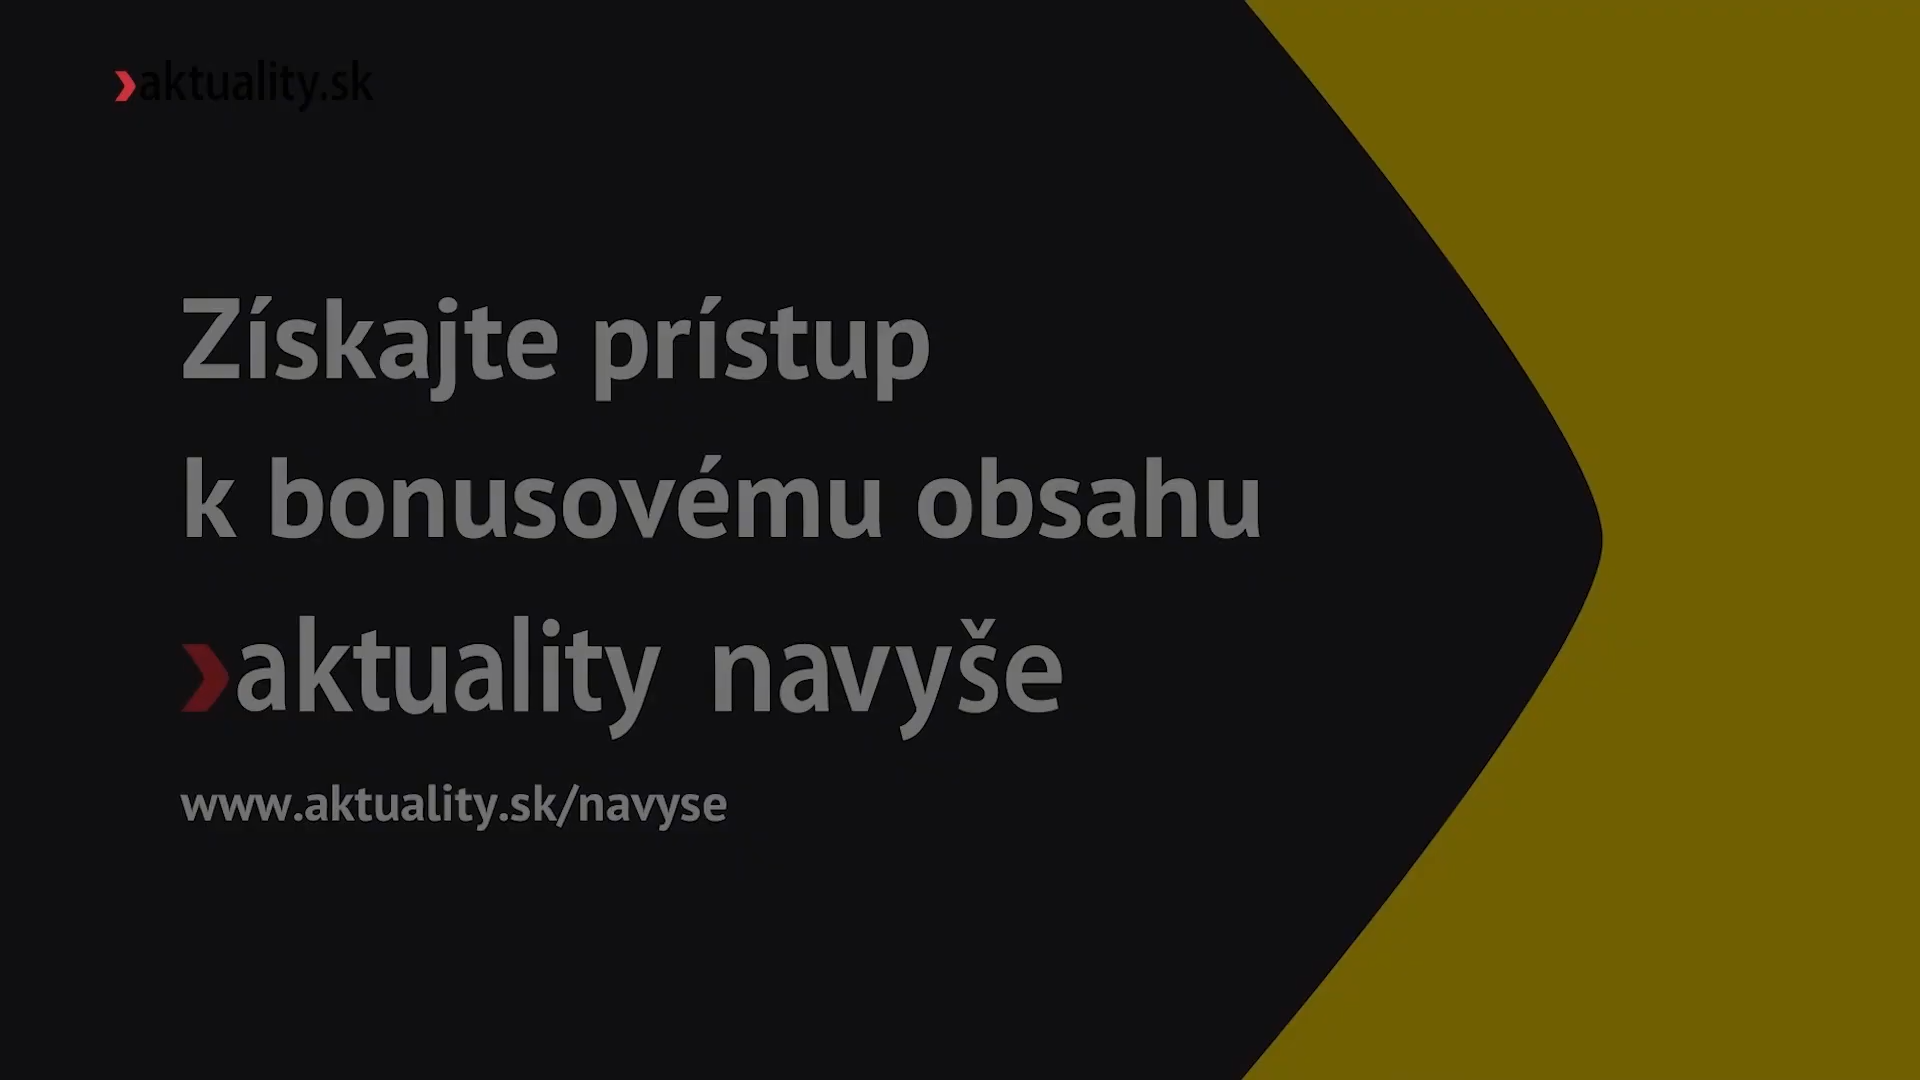 aktuality.sk
Získajte prístup
k bonusovému obsahu
aktuality navyše
www.aktuality.sk/navyse